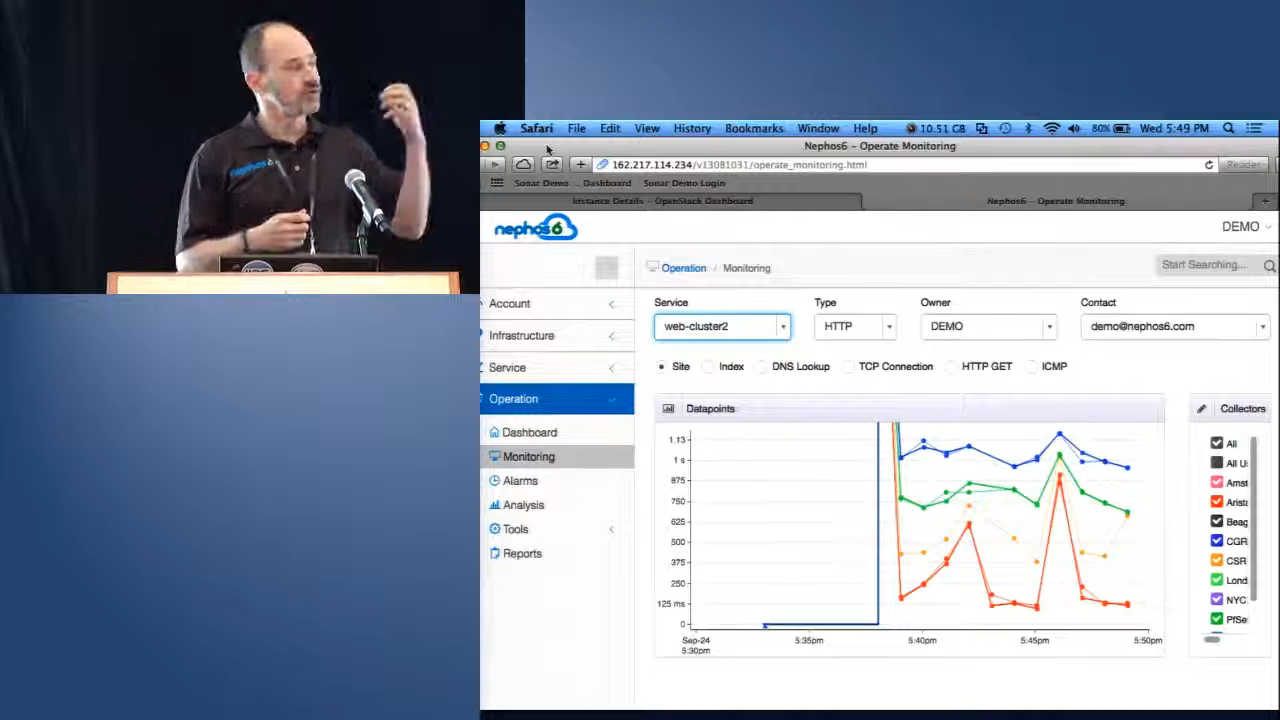 nephos6
Safari File Edit View History Bookmarks Window Help 10.51 GB 80% Wed 5:49 PM
Nephos6 – Operate Monitoring
162.217.114.234/v13081031/operate_monitoring.html
Reader
Sonar Demo ... Dashboard Sonar Demo Login
Instance Details - OpenStack Dashboard Nephos6 – Operate Monitoring
nephos6
DEMO
Operation / Monitoring
Start Searching...
Account
Infrastructure
Service
Operation
Dashboard
Monitoring
Alarms
Analysis
Tools
Reports
Service Type Owner Contact
web-cluster2 HTTP DEMO demo@nephos6.com
Site Index DNS Lookup TCP Connection HTTP GET ICMP
Datapoints
1.13
1 s
875
750
625
500
375
250
125 ms
0
Sep-24 5:35pm 5:40pm 5:45pm 5:50pm
5:30pm
Collectors
All
All U
Amst
Arista
Beag
CGR
CSR
Lond
NYC
PfSe